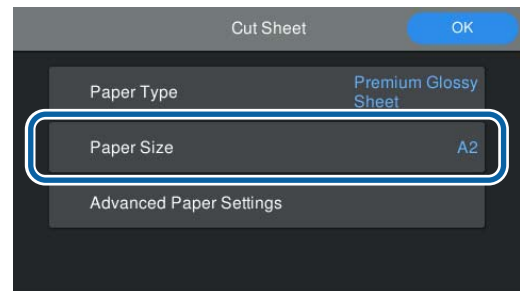 Cut Sheet
OK
Paper Type
Premium Glossy
Sheet
Paper Size
A2
Advanced Paper Settings